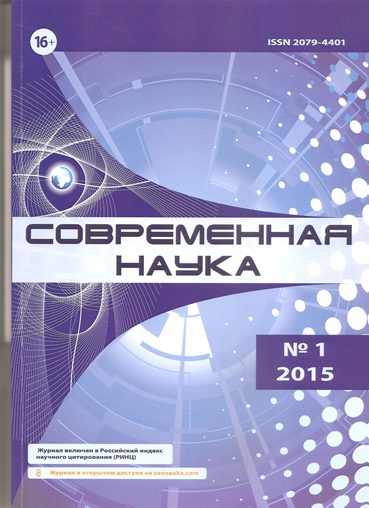 16+
ISSN 2079-4401
СОВРЕМЕННАЯ
НАУКА
№ 1
2015
Журнал включен в Российский индекс
научного цитирования (РИНЦ)
Журнал в открытом доступе на sovnauka.com